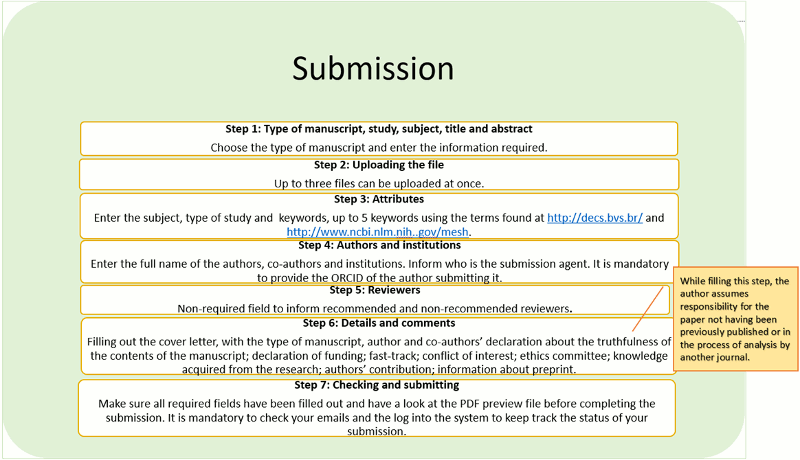 Submission
Step 1: Type of manuscript, study, subject, title and abstract
Choose the type of manuscript and enter the information required.
Step 2: Uploading the file
Up to three files can be uploaded at once.
Step 3: Attributes
Enter the subject, type of study and keywords, up to 5 keywords using the terms found at http://decs.bvs.br/ and
http://www.ncbi.nlm.nih..gov/mesh.
Step 4: Authors and institutions
Enter the full name of the authors, co-authors and institutions. Inform who is the submission agent. It is mandatory
to provide the ORCID of the author submitting it.
Step 5: Reviewers
Non-required field to inform recommended and non-recommended reviewers.
Step 6: Details and comments
Filling out the cover letter, with the type of manuscript, author and co-authors' declaration about the truthfulness of
the contents of the manuscript; declaration of funding; fast-track; conflict of interest; ethics committee; knowledge
acquired from the research; authors' contribution; information about preprint.
Step 7: Checking and submitting
Make sure all required fields have been filled out and have a look at the PDF preview file before completing the
submission. It is mandatory to check your emails and the log into the system to keep track the status of your
submission.
While filling this step, the
author assumes
responsibility for the
paper not having been
previously published or in
the process of analysis by
another journal.